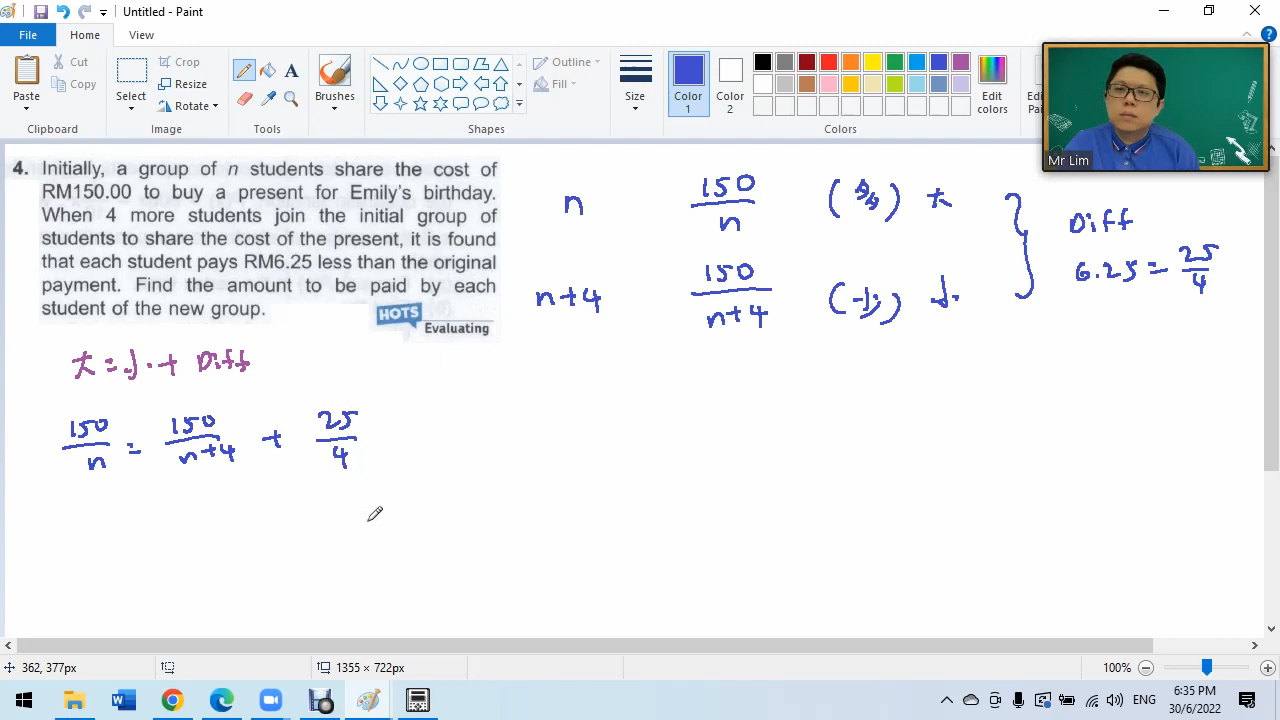 Untitled - Paint
File
Home
View
Paste
Cut
Copy
Clipboard
Select
Crop
Resize
Rotate
Image
A
Tools
Brushes
Outline
Fill
Shapes
Size
Color 1
Color 2
Edit colors
Colors
Mr Lim
4. Initially, a group of n students share the cost of
RM150.00 to buy a present for Emily's birthday.
When 4 more students join the initial group of
students to share the cost of the present, it is found
that each student pays RM6.25 less than the original
payment. Find the amount to be paid by each
student of the new group.
HOTS Evaluating
n
150/n
n+4
150/(n+4)
Diff
6.25 = 25/4
+ Diff
150/n = 150/(n+4) + 25/4
362, 377px
1355 × 722px
100%
ENG
6:35 PM
30/6/2022